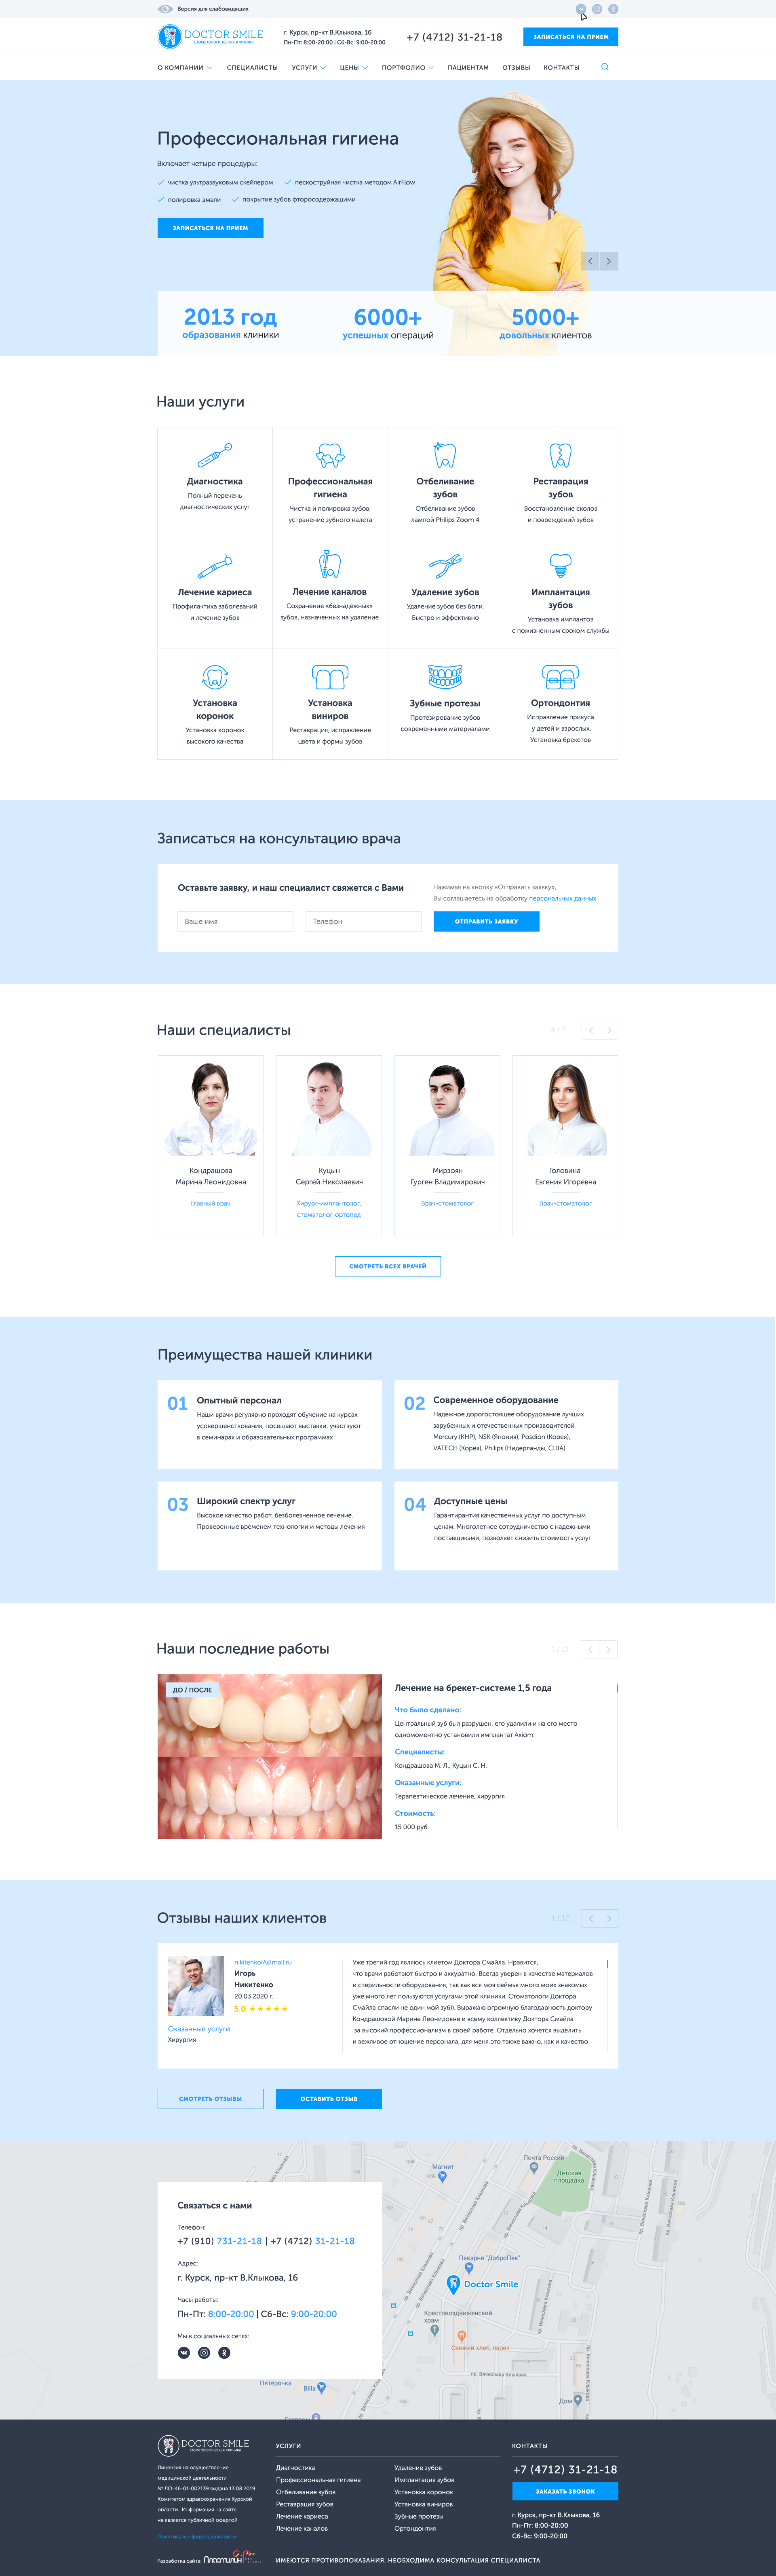 Версия для слабовидящих
DOCTOR SMILE
стоматологическая клиника
г. Курск, пр-кт В.Клыкова, 16
Пн-Пт: 8:00-20:00 | Сб-Вс: 9:00-20:00
+7 (4712) 31-21-18
ЗАПИСАТЬСЯ НА ПРИЕМ
О КОМПАНИИ СПЕЦИАЛИСТЫ УСЛУГИ ЦЕНЫ ПОРТФОЛИО ПАЦИЕНТАМ ОТЗЫВЫ КОНТАКТЫ
Профессиональная гигиена
Включает четыре процедуры:
чистка ультразвуковым скейлером
пескоструйная чистка методом AirFlow
полировка эмали
покрытие зубов фторосодержащими
ЗАПИСАТЬСЯ НА ПРИЕМ
2013 год
образования клиники
6000+
успешных операций
5000+
довольных клиентов
Наши услуги
Диагностика
Полный перечень
диагностических услуг
Профессиональная
гигиена
Чистка и полировка зубов,
устранение зубного налета
Отбеливание
зубов
Отбеливание зубов
лампой Philips Zoom 4
Реставрация
зубов
Восстановление сколов
и повреждений зубов
Лечение кариеса
Профилактика заболеваний
и лечение зубов
Лечение каналов
Сохранение «безнадежных»
зубов, назначенных на удаление
Удаление зубов
Удаление зубов без боли.
Быстро и эффективно
Имплантация
зубов
Установка имплантов
с пожизненным сроком службы
Установка
коронок
Установка коронок
высокого качества
Установка
виниров
Реставрация, исправление
цвета и формы зубов
Зубные протезы
Протезирование зубов
современными материалами
Ортондонтия
Исправление прикуса
у детей и взрослых.
Установка брекетов
Записаться на консультацию врача
Оставьте заявку, и наш специалист свяжется с Вами
Нажимая на кнопку «Отправить заявку»,
Вы соглашаетесь на обработку персональных данных
Ваше имя
Телефон
ОТПРАВИТЬ ЗАЯВКУ
Наши специалисты
4 / 7
Кондрашова
Марина Леонидовна
Главный врач
Куцын
Сергей Николаевич
Хирург-имплантолог,
стоматолог-ортопед
Мирзоян
Гурген Владимирович
Врач-стоматолог
Головина
Евгения Игоревна
Врач-стоматолог
СМОТРЕТЬ ВСЕХ ВРАЧЕЙ
Преимущества нашей клиники
01
Опытный персонал
Наши врачи регулярно проходят обучение на курсах
усовершенствования, посещают выставки, участвуют
в семинарах и образовательных программах
02
Современное оборудование
Надежное дорогостоящее оборудование лучших
зарубежных и отечественных производителей
Mercury (КНР), NSK (Япония), Posdion (Корея),
VATECH (Корея), Philips (Нидерланды, США)
03
Широкий спектр услуг
Высокое качество работ, безболезненное лечение.
Проверенные временем технологии и методы лечения
04
Доступные цены
Гарантирантия качественных услуг по доступным
ценам. Многолетнее сотрудничество с надежными
поставщиками, позволяет снизить стоимость услуг
Наши последние работы
1 / 12
ДО / ПОСЛЕ
Лечение на брекет-системе 1,5 года
Что было сделано:
Центральный зуб был разрушен, его удалили и на его место
одномоментно установили имплантат Axiom.
Специалисты:
Кондрашова М. Л., Куцын С. Н.
Оказанные услуги:
Терапевтическое лечение, хирургия
Стоимость:
15 000 руб.
Отзывы наших клиентов
1 / 12
nikitenkoIA@mail.ru
Игорь
Никитенко
20.03.2020 г.
5.0
Оказанные услуги:
Хирургия
Уже третий год являюсь клиетом Доктора Смайла. Нравится,
что врачи работают быстро и аккуратно. Всегда уверен в качестве материалов
и стерильности оборудования, так как вся моя семья много моих знакомых
уже много лет пользуются услугами этой клиники. Стоматологи Доктора
Смайла спасли не один мой зуб)). Выражаю огромную благодарность доктору
Кондрашовой Марине Леонидовне и всему коллективу Доктора Смайла
за высокий профессионализм в своей работе. Отдельно хочется выделить
и вежливое отношение персонала, для меня это также важно, как и качество
СМОТРЕТЬ ОТЗЫВЫ
ОСТАВИТЬ ОТЗЫВ
Магнит
Почта России
Детская
площадка
Пекарня "ДоброПек"
Doctor Smile
Крестовоздвиженский
храм
Свежий хлеб, ларек
пр. Вячеслава Клыкова
Дом
Пятёрочка
Billa
Связаться с нами
Телефон:
+7 (910) 731-21-18 | +7 (4712) 31-21-18
Адрес:
г. Курск, пр-кт В.Клыкова, 16
Часы работы:
Пн-Пт: 8:00-20:00 | Сб-Вс: 9:00-20:00
Мы в социальных сетях:
DOCTOR SMILE
стоматологическая клиника
Лицензия на осуществление
медицинской деятельности
№ ЛО-46-01-002139 выдана 13.08.2019
Комитетом здравоохранения Курской
области. Информация на сайте
не является публичной офертой
Политика конфиденциальности
Разработка сайта: Пластилин
УСЛУГИ
Диагностика
Профессиональная гигиена
Отбеливание зубов
Реставрация зубов
Лечение кариеса
Лечение каналов
Удаление зубов
Имплантация зубов
Установка коронок
Установка виниров
Зубные протезы
Ортондонтия
КОНТАКТЫ
+7 (4712) 31-21-18
ЗАКАЗАТЬ ЗВОНОК
г. Курск, пр-кт В.Клыкова, 16
Пн-Пт: 8:00-20:00
Сб-Вс: 9:00-20:00
ИМЕЮТСЯ ПРОТИВОПОКАЗАНИЯ. НЕОБХОДИМА КОНСУЛЬТАЦИЯ СПЕЦИАЛИСТА